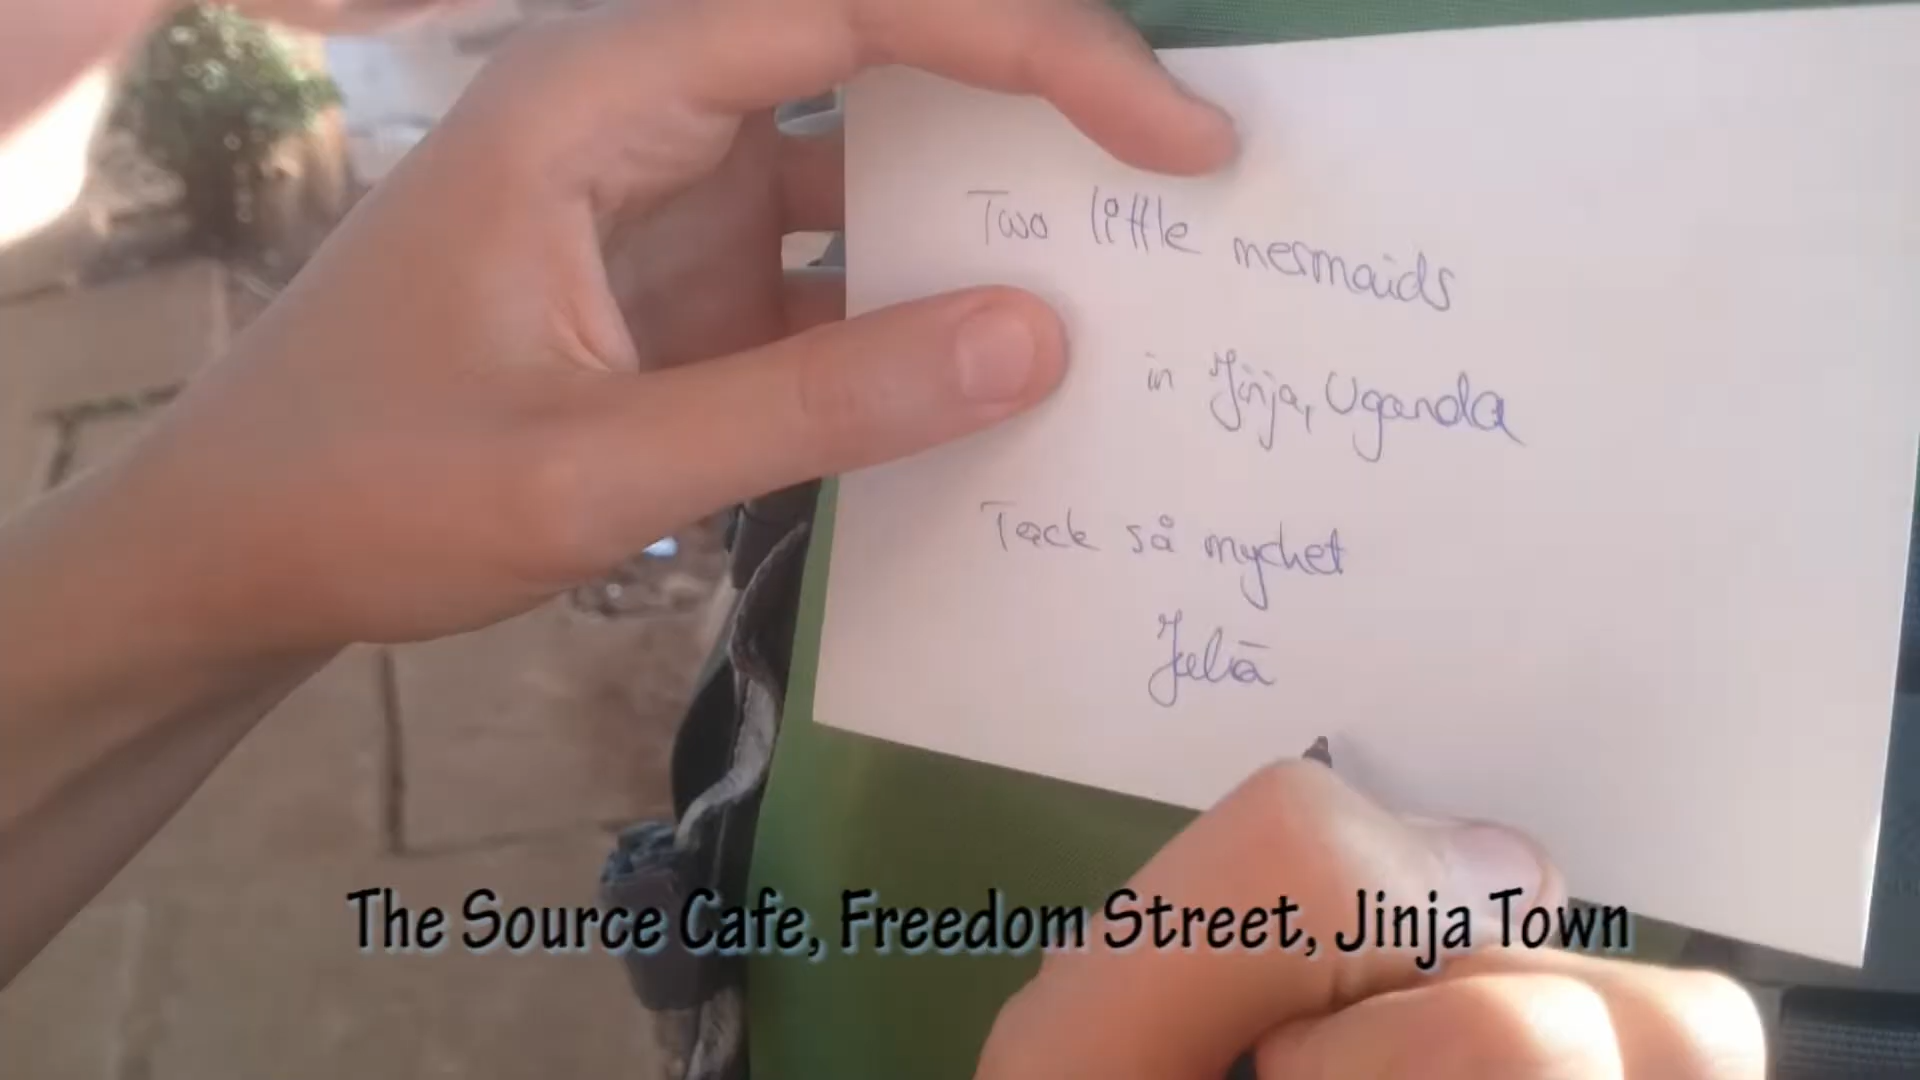 Two little mermaids
in Jinja, Uganda
Tack så mychet
Julia
The Source Cafe, Freedom Street, Jinja Town